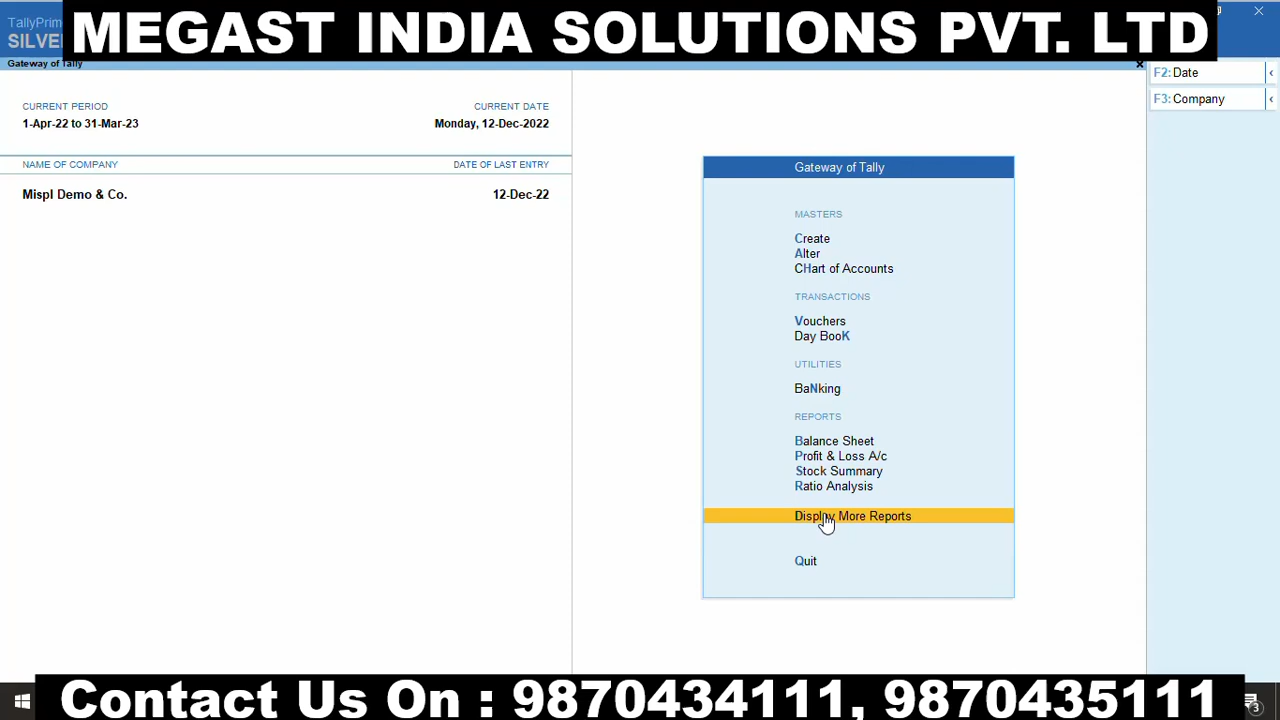 MEGAST INDIA SOLUTIONS PVT. LTD
TallyPrime
SILVE
Gateway of Tally
F2: Date
F3: Company
CURRENT PERIOD
CURRENT DATE
1-Apr-22 to 31-Mar-23
Monday, 12-Dec-2022
NAME OF COMPANY
DATE OF LAST ENTRY
Mispl Demo & Co.
12-Dec-22
Gateway of Tally
MASTERS
Create
Alter
CHart of Accounts
TRANSACTIONS
Vouchers
Day BooK
UTILITIES
BaNking
REPORTS
Balance Sheet
Profit & Loss A/c
Stock Summary
Ratio Analysis
Display More Reports
Quit
Contact Us On : 9870434111, 9870435111
3